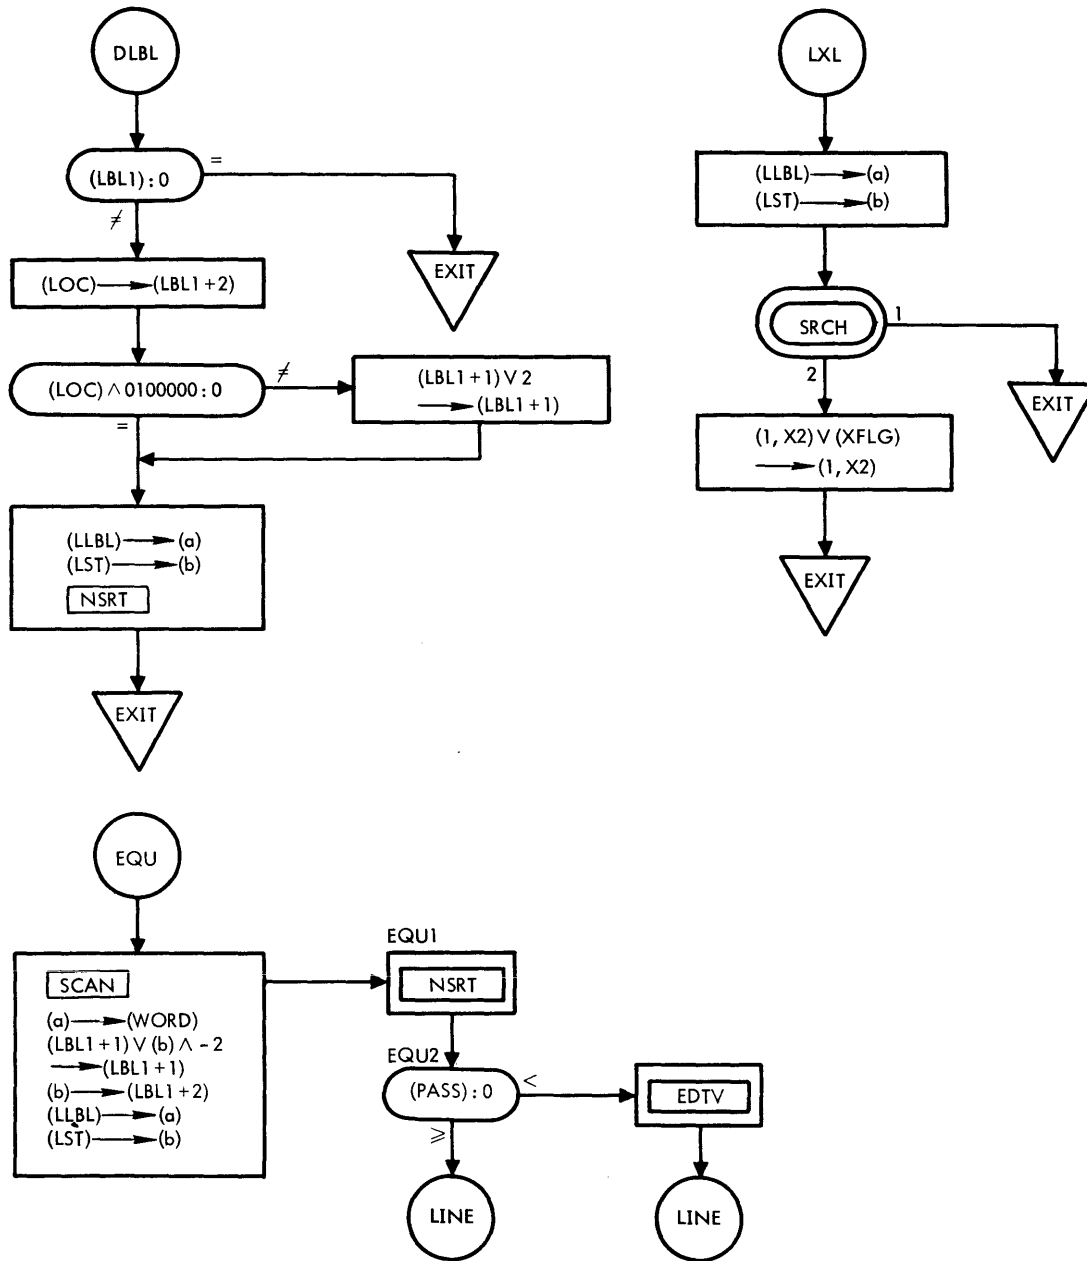 DLBL
(LBL1) : 0
=
≠
EXIT
(LOC) → (LBL1+2)
(LOC) ∧ 0100000 : 0
≠
=
(LBL1+1) ∨ 2
→ (LBL1+1)
(LLBL) → (a)
(LST) → (b)
NSRT
EXIT
LXL
(LLBL) → (a)
(LST) → (b)
SRCH
1
2
EXIT
(1, X2) ∨ (XFLG)
→ (1, X2)
EXIT
EQU
SCAN
(a) → (WORD)
(LBL1+1) ∨ (b) ∧ -2
→ (LBL1+1)
(b) → (LBL1+2)
(LLBL) → (a)
(LST) → (b)
EQU1
NSRT
EQU2
(PASS) : 0
<
≥
EDTV
LINE
LINE